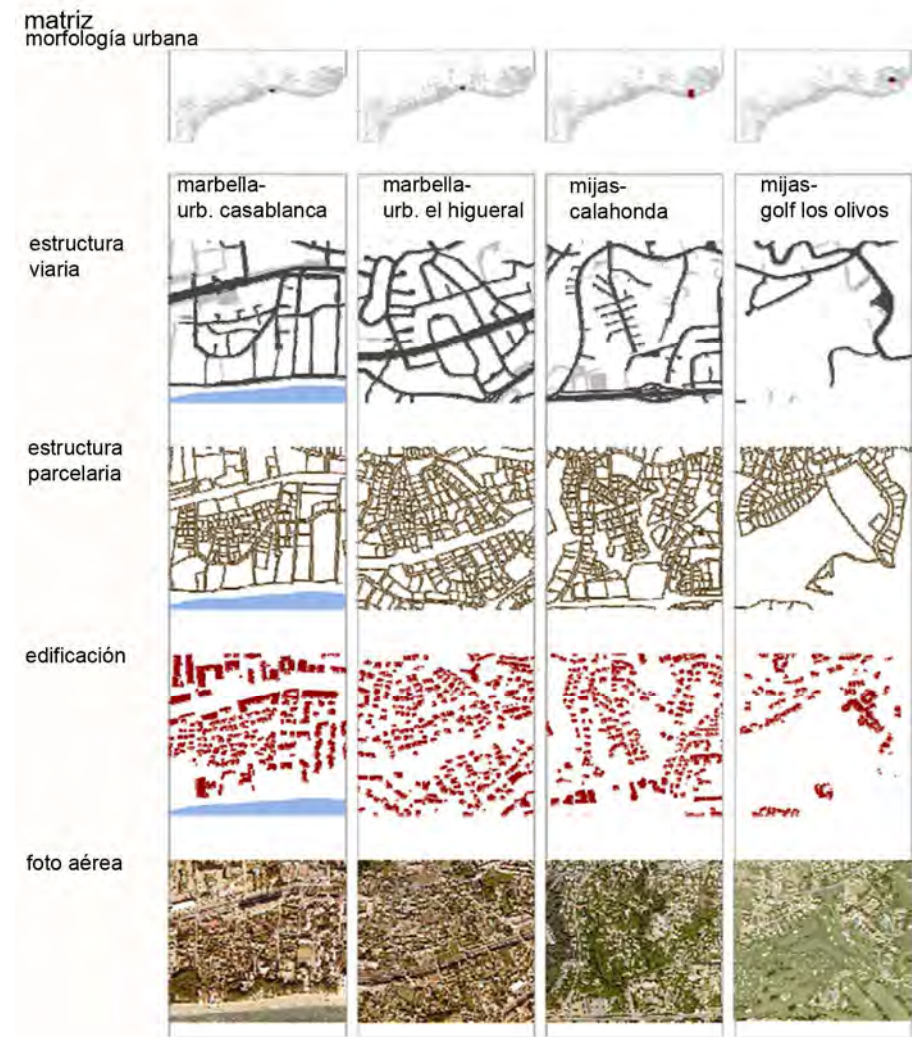 matriz
morfología urbana
marbella-
urb. casablanca
marbella-
urb. el higueral
mijas-
calahonda
mijas-
golf los olivos
estructura
viaria
estructura
parcelaria
edificación
foto aérea